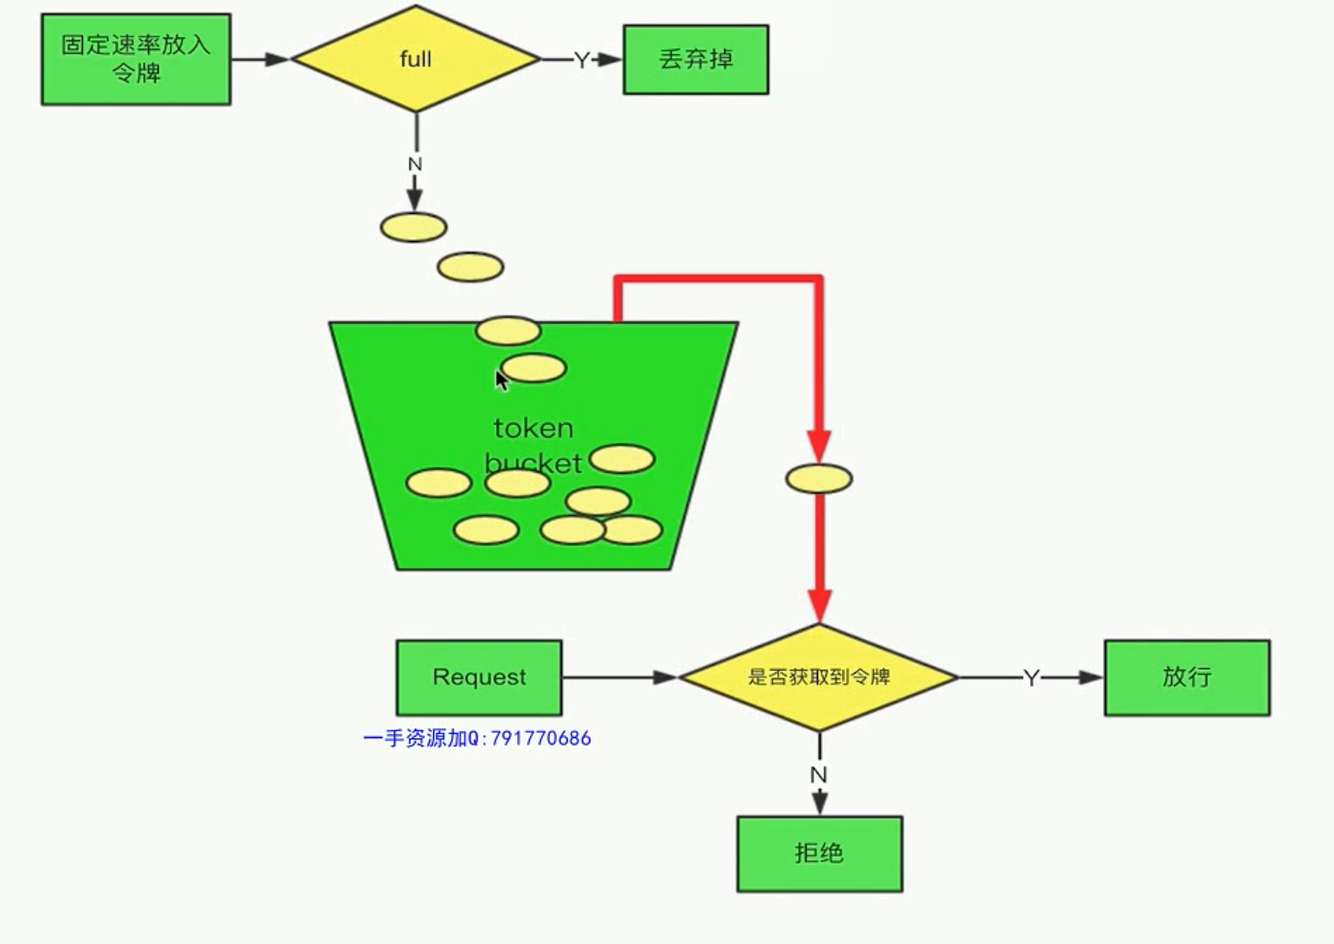 固定速率放入
令牌
full
Y
丢弃掉
N
token
bucket
Request
是否获取到令牌
Y
放行
一手资源加Q:791770686
N
拒绝